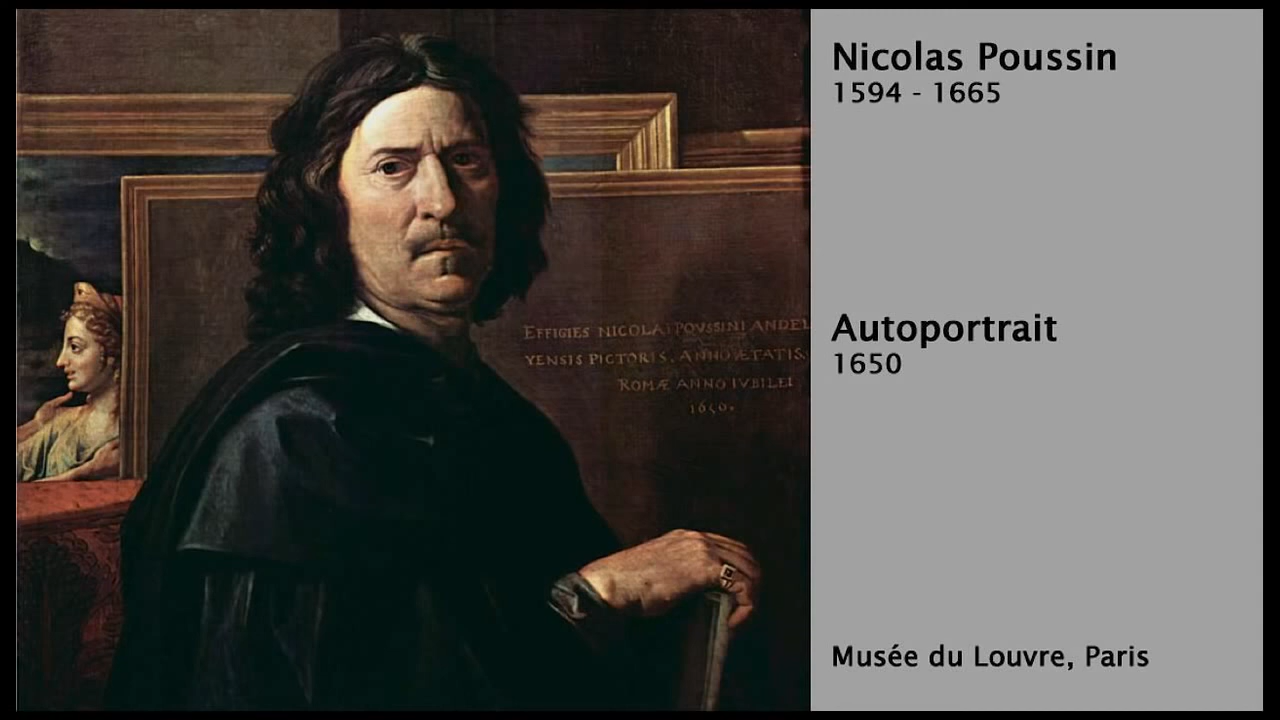 Nicolas Poussin
1594 - 1665
EFFIGIES NICOLAI POVSSINI ANDEL
YENSIS PICTORIS. ANNO ÆTATIS.
ROMÆ ANNO IVBILEI
1650.
Autoportrait
1650
Musée du Louvre, Paris